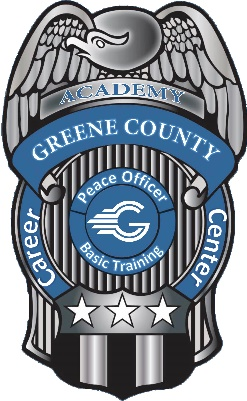 ACADEMY
GREENE COUNTY
Peace Officer
Career
G
Center
Basic Training